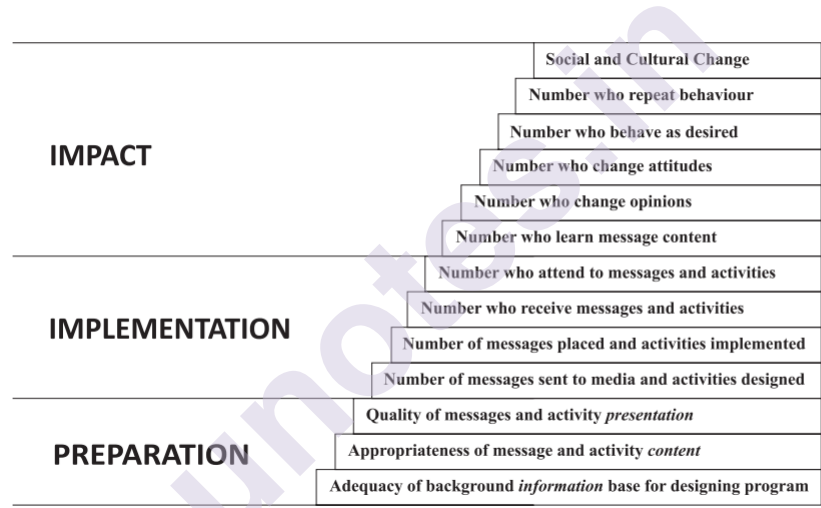 Social and Cultural Change
Number who repeat behaviour
Number who behave as desired
IMPACT
Number who change attitudes
Number who change opinions
Number who learn message content
Number who attend to messages and activities
Number who receive messages and activities
IMPLEMENTATION
Number of messages placed and activities implemented
Number of messages sent to media and activities designed
Quality of messages and activity presentation
PREPARATION
Appropriateness of message and activity content
Adequacy of background information base for designing program
unotes.in